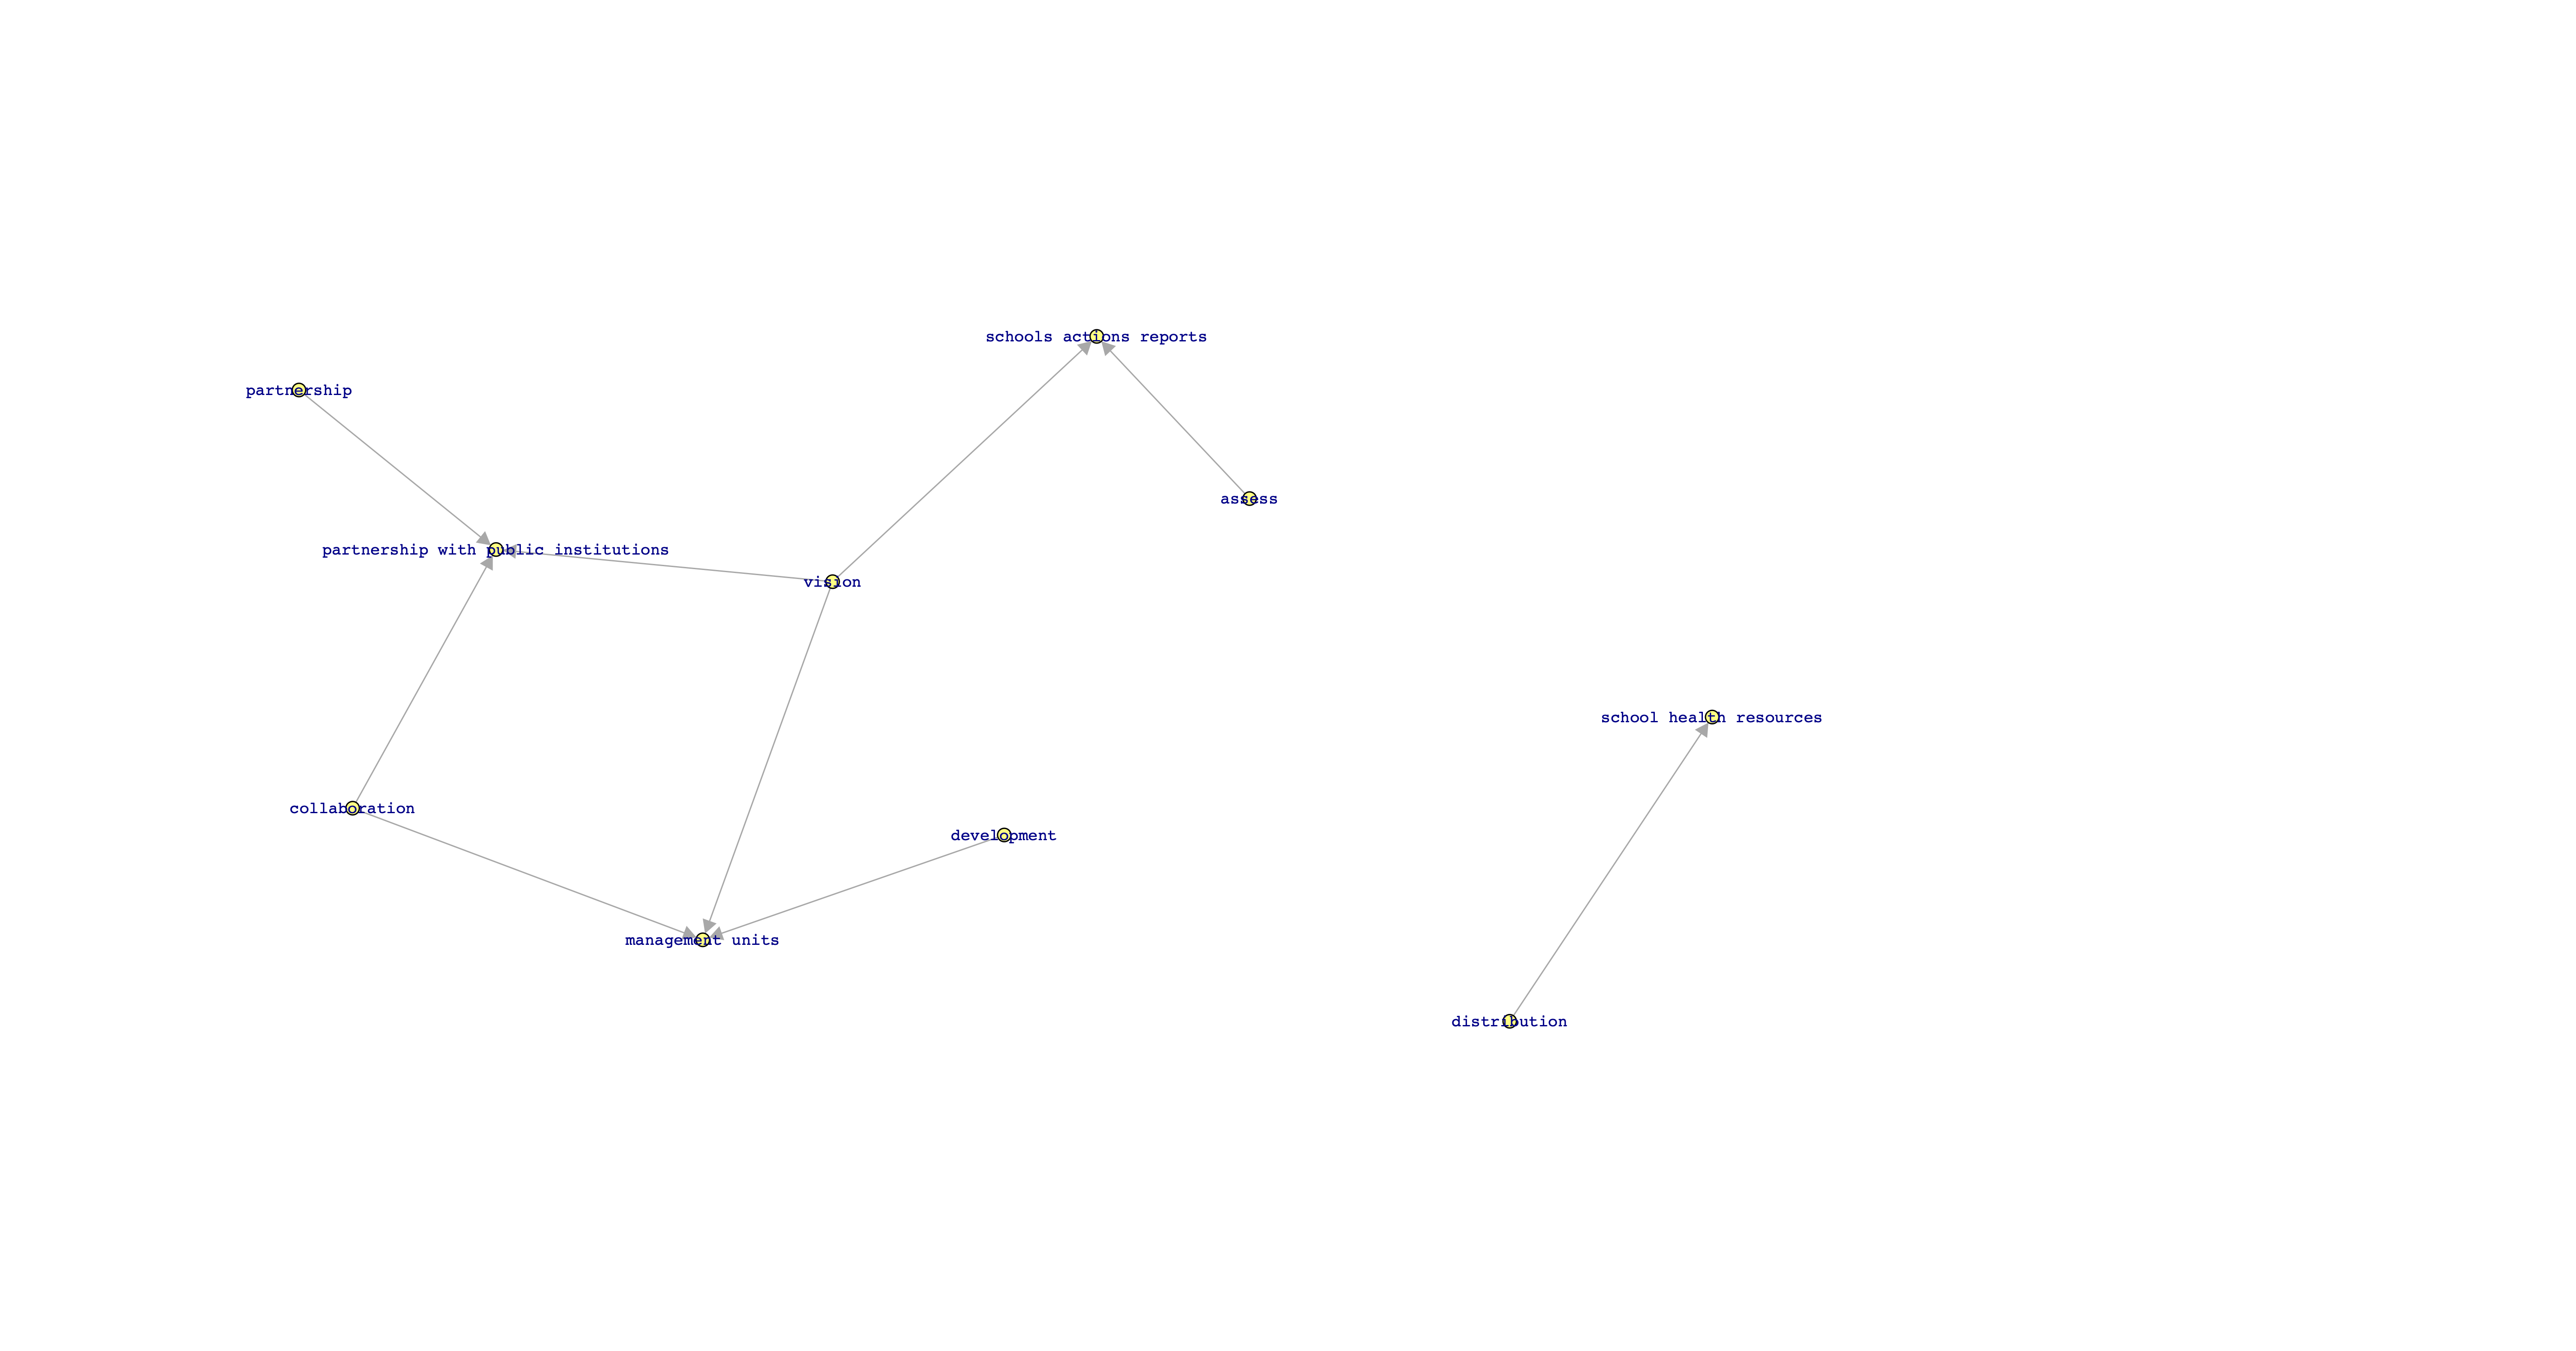 schools actions reports
partnership
assess
partnership with public institutions
vision
school health resources
collaboration
development
management units
distribution